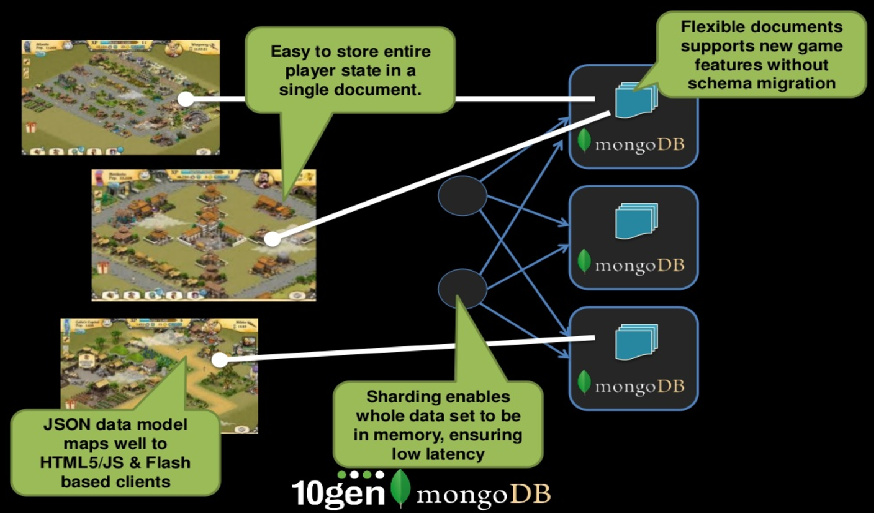 Easy to store entire
player state in a
single document.
Flexible documents
supports new game
features without
schema migration
mongoDB
mongoDB
mongoDB
JSON data model
maps well to
HTML5/JS & Flash
based clients
Sharding enables
whole data set to be
in memory, ensuring
low latency
10gen mongoDB